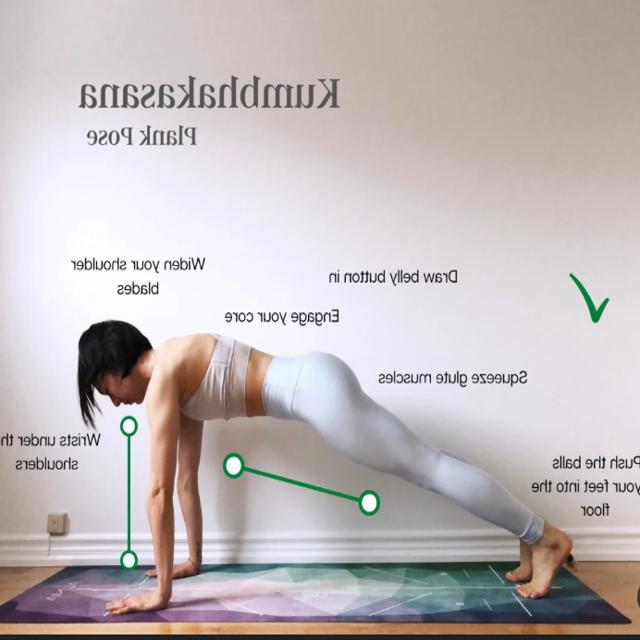 Kumbhakasana
Plank Pose
Widen your shoulder
blades
Draw belly button in
Engage your core
Squeeze glute muscles
Wrists under the
shoulders
Push the balls
your feet into the
floor